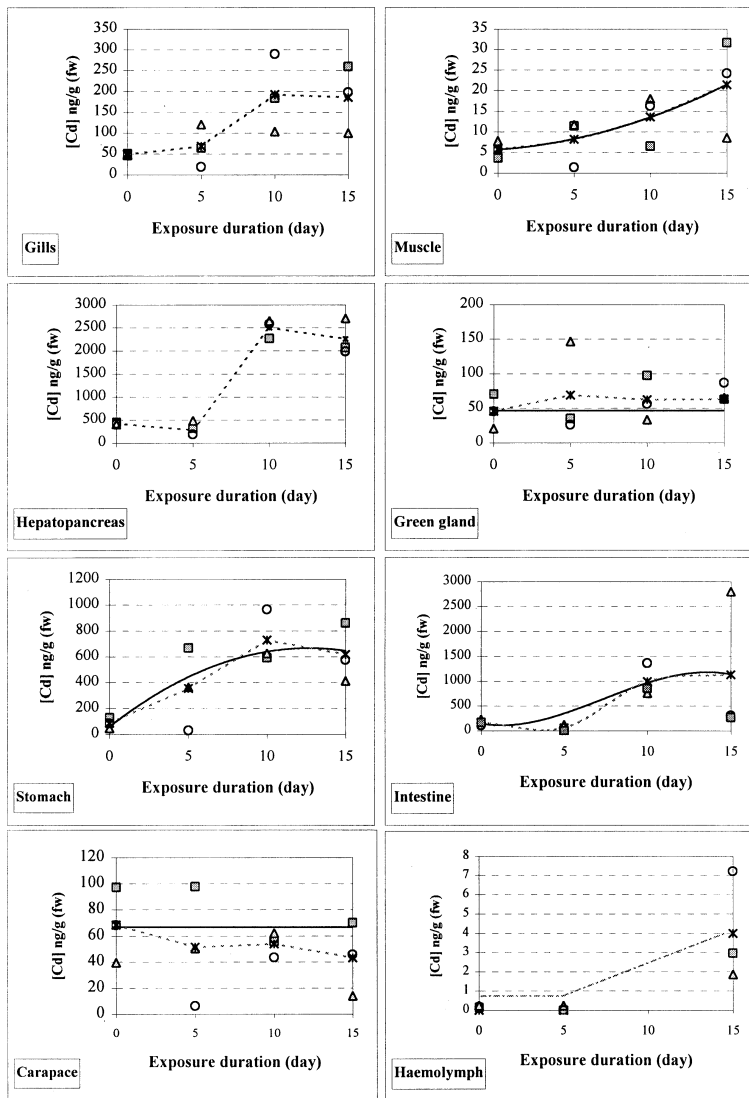 350
300
250
200
150
100
50
0
[Cd] ng/g (fw)
0 5 10 15
Exposure duration (day)
Gills
35
30
25
20
15
10
5
0
[Cd] ng/g (fw)
0 5 10 15
Exposure duration (day)
Muscle
3000
2500
2000
1500
1000
500
0
[Cd] ng/g (fw)
0 5 10 15
Exposure duration (day)
Hepatopancreas
200
150
100
50
0
[Cd] ng/g (fw)
0 5 10 15
Exposure duration (day)
Green gland
1200
1000
800
600
400
200
0
[Cd] ng/g (fw)
0 5 10 15
Exposure duration (day)
Stomach
3000
2500
2000
1500
1000
500
0
[Cd] ng/g (fw)
0 5 10 15
Exposure duration (day)
Intestine
120
100
80
60
40
20
0
[Cd] ng/g (fw)
0 5 10 15
Exposure duration (day)
Carapace
8
7
6
5
4
3
2
1
0
[Cd] ng/g (fw)
0 5 10 15
Exposure duration (day)
Haemolymph